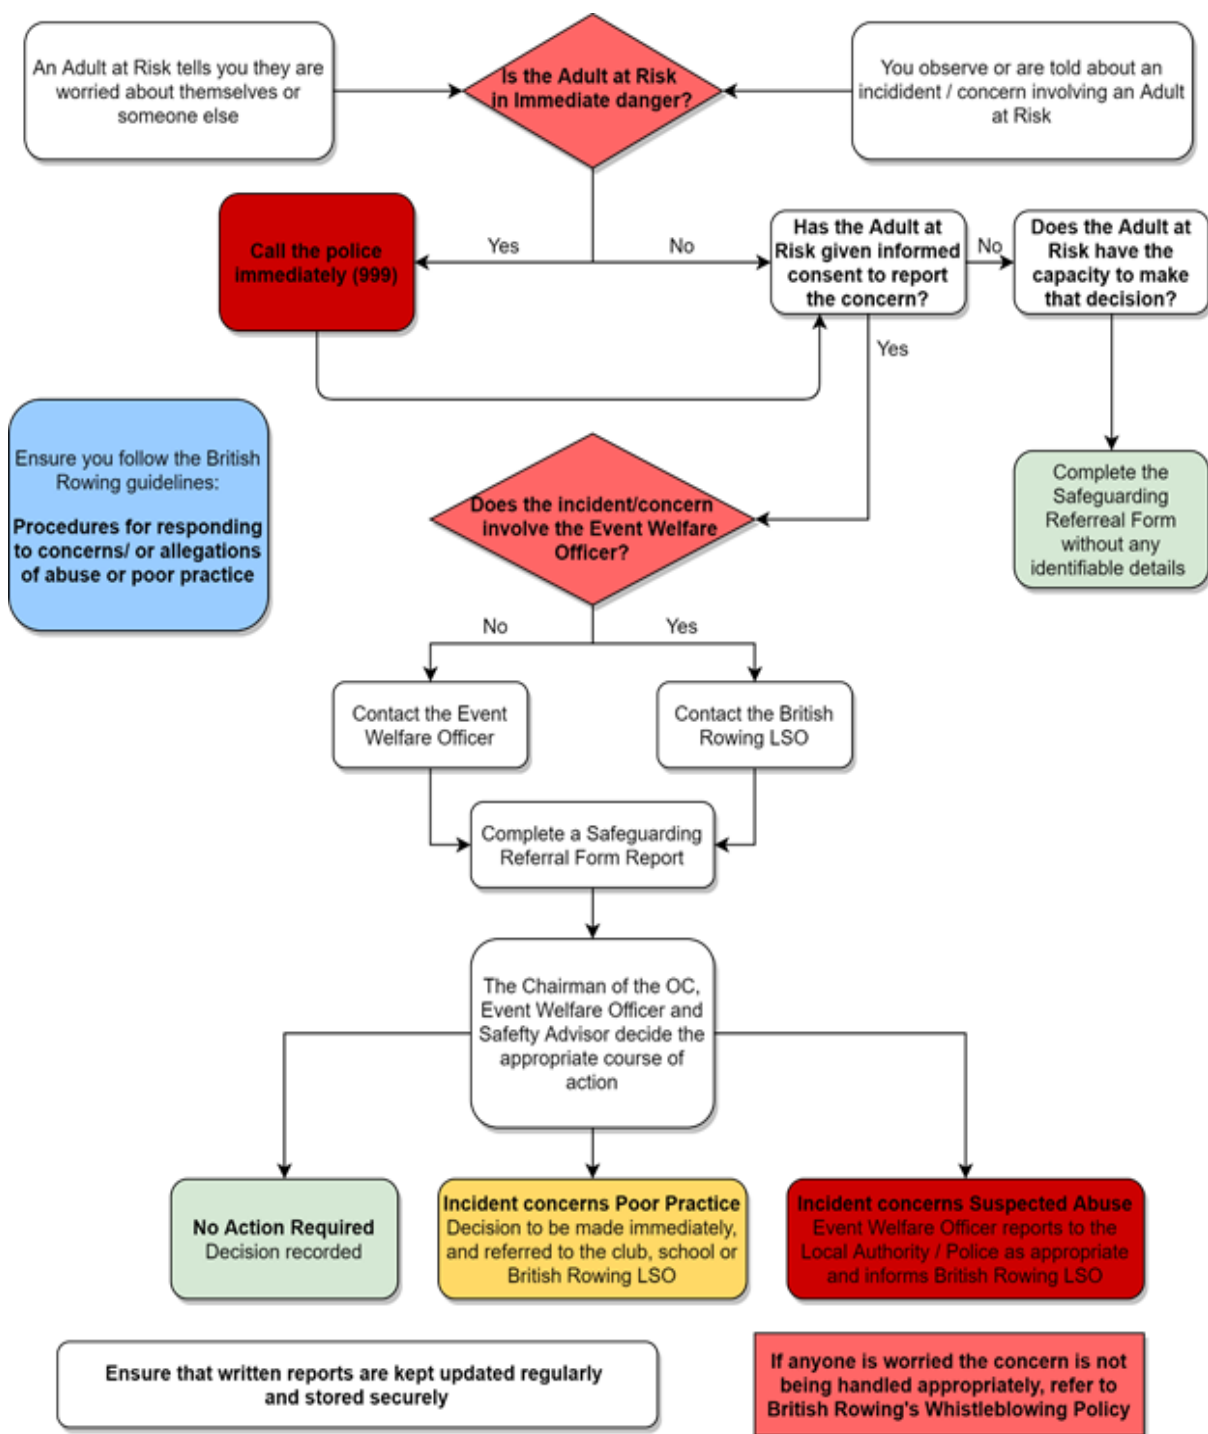 An Adult at Risk tells you they are
worried about themselves or
someone else
Is the Adult at Risk
in Immediate danger?
You observe or are told about an
incidident / concern involving an Adult
at Risk
Call the police
immediately (999)
Yes
No
Has the Adult at
Risk given informed
consent to report
the concern?
No
Does the Adult at
Risk have the
capacity to make
that decision?
Yes
Ensure you follow the British
Rowing guidelines:
Procedures for responding
to concerns/ or allegations
of abuse or poor practice
Does the incident/concern
involve the Event Welfare
Officer?
Complete the
Safeguarding
Referreal Form
without any
identifiable details
No
Yes
Contact the Event
Welfare Officer
Contact the British
Rowing LSO
Complete a Safeguarding
Referral Form Report
The Chairman of the OC,
Event Welfare Officer and
Safefty Advisor decide the
appropriate course of
action
No Action Required
Decision recorded
Incident concerns Poor Practice
Decision to be made immediately,
and referred to the club, school or
British Rowing LSO
Incident concerns Suspected Abuse
Event Welfare Officer reports to the
Local Authority / Police as appropriate
and informs British Rowing LSO
Ensure that written reports are kept updated regularly
and stored securely
If anyone is worried the concern is not
being handled appropriately, refer to
British Rowing's Whistleblowing Policy